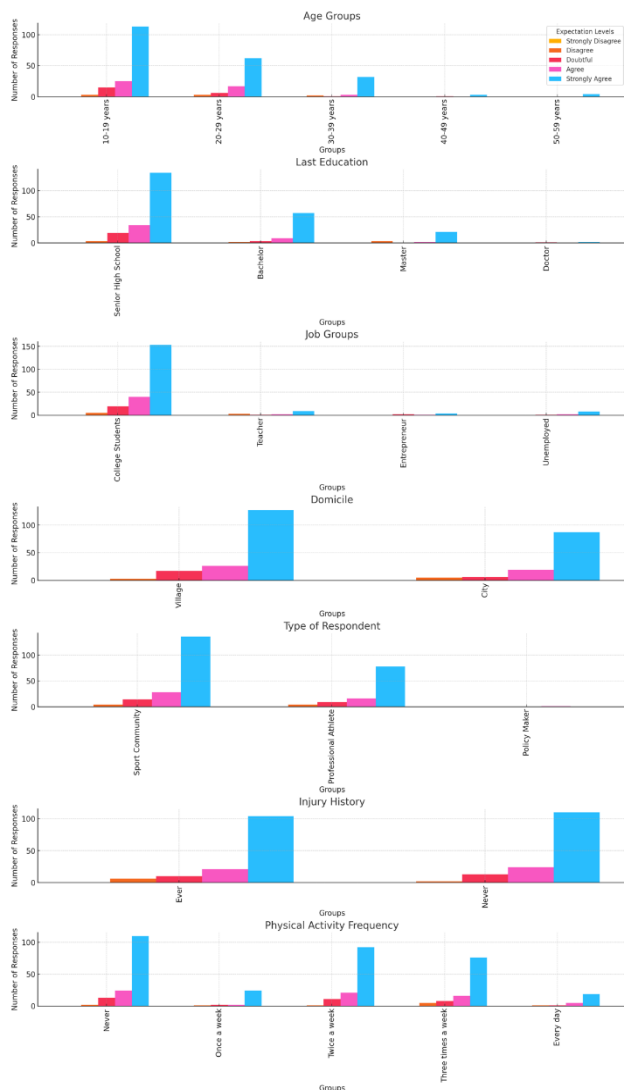 Age Groups
Number of Responses
100
50
0
Expectation Levels
Strongly Disagree
Disagree
Doubtful
Agree
Strongly Agree
10-19 years
20-29 years
30-39 years
40-49 years
50-59 years
Groups
Last Education
Number of Responses
100
50
0
Senior High School
Bachelor
Master
Doctor
Groups
Job Groups
Number of Responses
150
100
50
0
College Students
Teacher
Entrepreneur
Unemployed
Groups
Domicile
Number of Responses
100
50
0
Village
City
Groups
Type of Respondent
Number of Responses
100
50
0
Sport Community
Professional Athlete
Policy Maker
Groups
Injury History
Number of Responses
100
50
0
Ever
Never
Groups
Physical Activity Frequency
Number of Responses
100
50
0
Never
Once a week
Twice a week
Three times a week
Every day
Groups